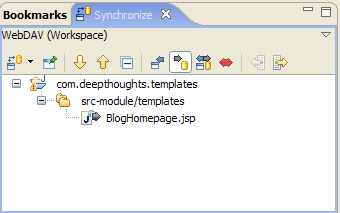 Bookmarks Synchronize
WebDAV (Workspace)
com.deepthoughts.templates
src-module/templates
BlogHomepage.jsp